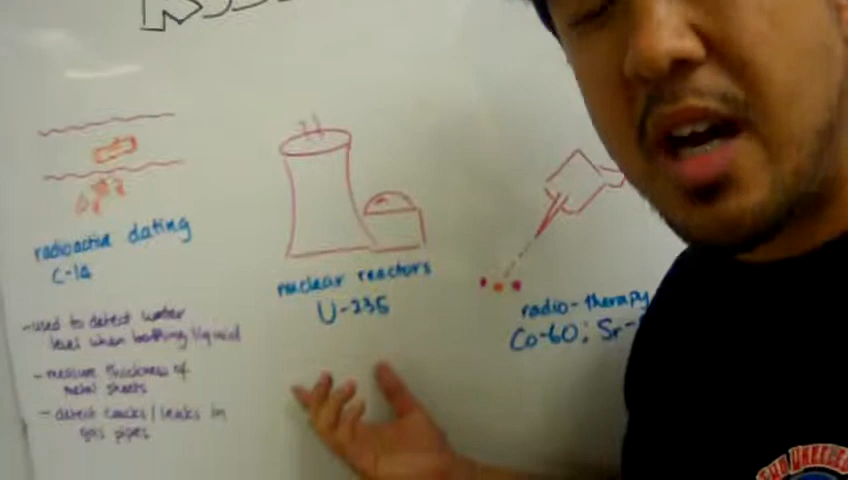 radioactive dating
C-14
nuclear reactors
U-235
radio-therapy
Co-60; Sr-
-used to detect water
level when boiling liquid
- measure thickness of
metal sheets
- detect cracks/leaks in
gas pipes